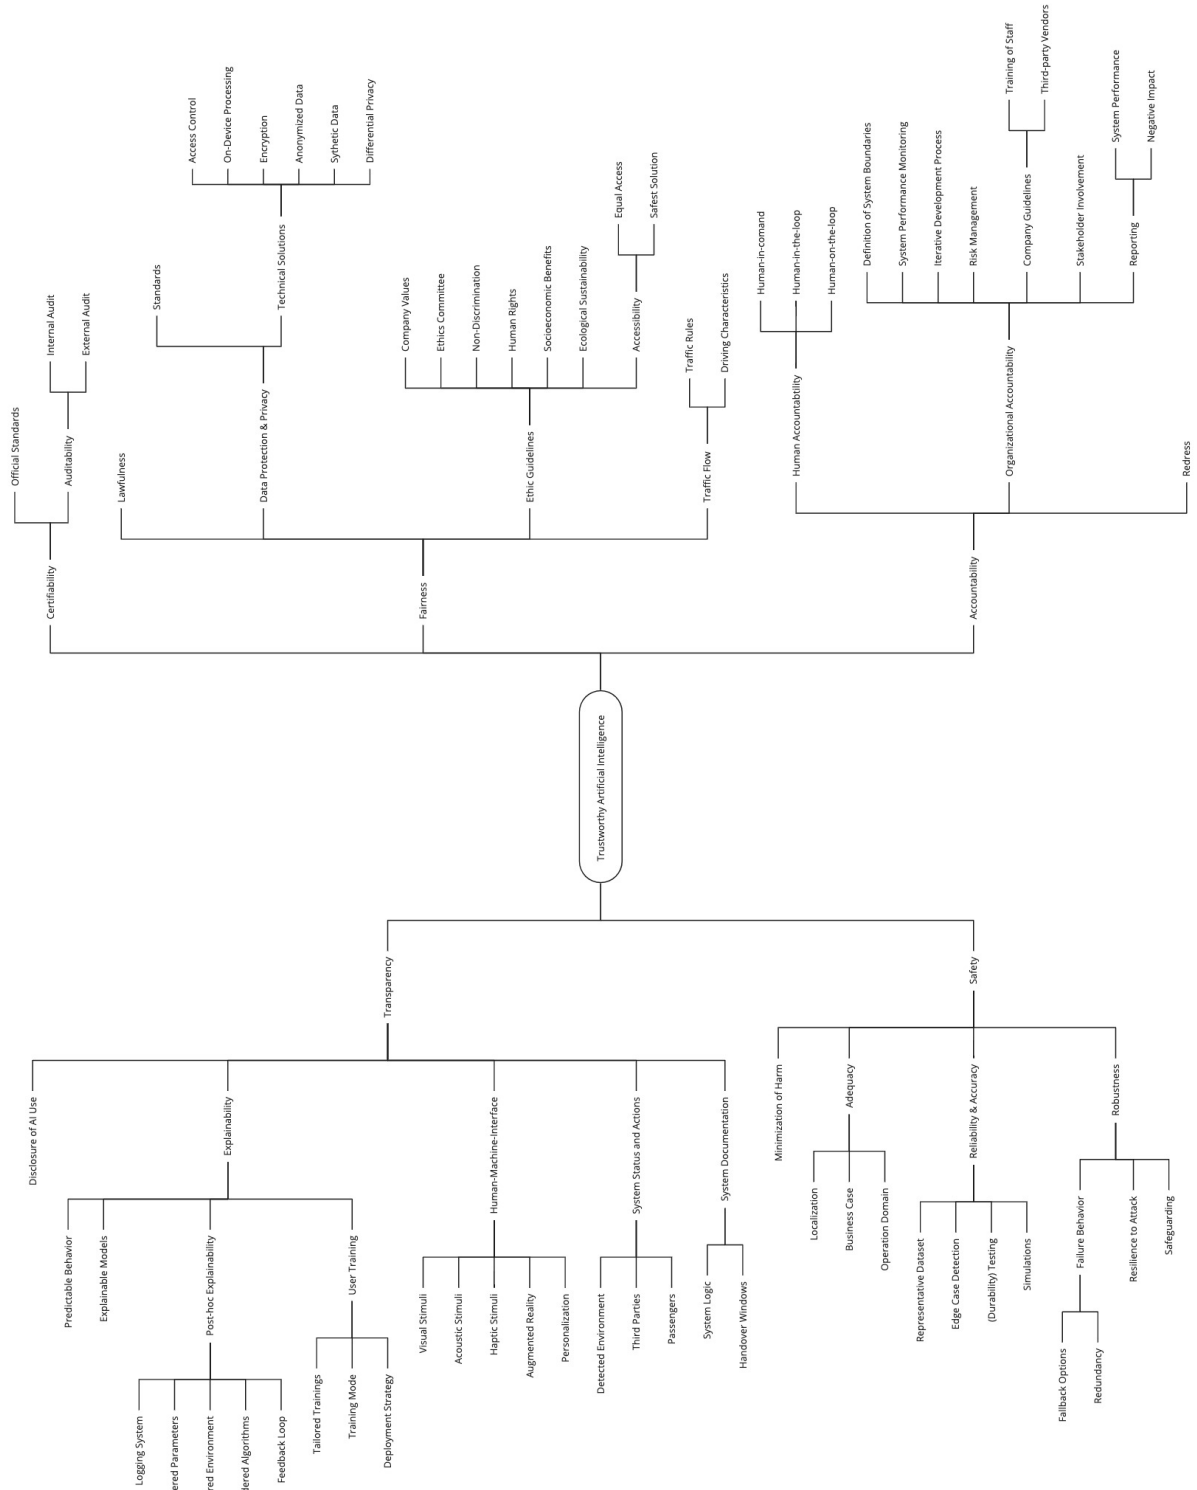 Trustworthy Artificial Intelligence
Certifiability
Official Standards
Auditability
Internal Audit
External Audit
Fairness
Lawfulness
Data Protection & Privacy
Standards
Technical Solutions
Access Control
On-Device Processing
Encryption
Anonymized Data
Sythetic Data
Differential Privacy
Ethic Guidelines
Company Values
Ethics Committee
Non-Discrimination
Human Rights
Socioeconomic Benefits
Ecological Sustainability
Accessibility
Equal Access
Safest Solution
Traffic Flow
Traffic Rules
Driving Characteristics
Accountability
Human Accountabtility
Human-in-comand
Human-in-the-loop
Human-on-the-loop
Organizational Accountability
Definition of System Boundaries
System Performance Monitoring
Iterative Development Process
Risk Management
Company Guidelines
Training of Staff
Third-party Vendors
Stakeholder Involvement
Reporting
System Performance
Negative Impact
Redress
Transparency
Disclosure of AI Use
Explainability
Predictable Behavior
Explainable Models
Post-hoc Explainability
Logging System
ered Parameters
red Environment
dered Algorithms
Feedback Loop
User Training
Tailored Trainings
Training Mode
Deployment Strategy
Human-Machine-Interface
Visual Stimuli
Acoustic Stimuli
Haptic Stimuli
Augmented Reality
Personalization
System Status and Actions
Detected Environment
Third Parties
Passengers
System Documentation
System Logic
Handover Windows
Safety
Minimization of Harm
Adequacy
Localization
Business Case
Operation Domain
Reliability & Accuracy
Representative Dataset
Edge Case Detection
(Durability) Testing
Simulations
Robustness
Failure Behavior
Fallback Options
Redundancy
Resilience to Attack
Safeguarding